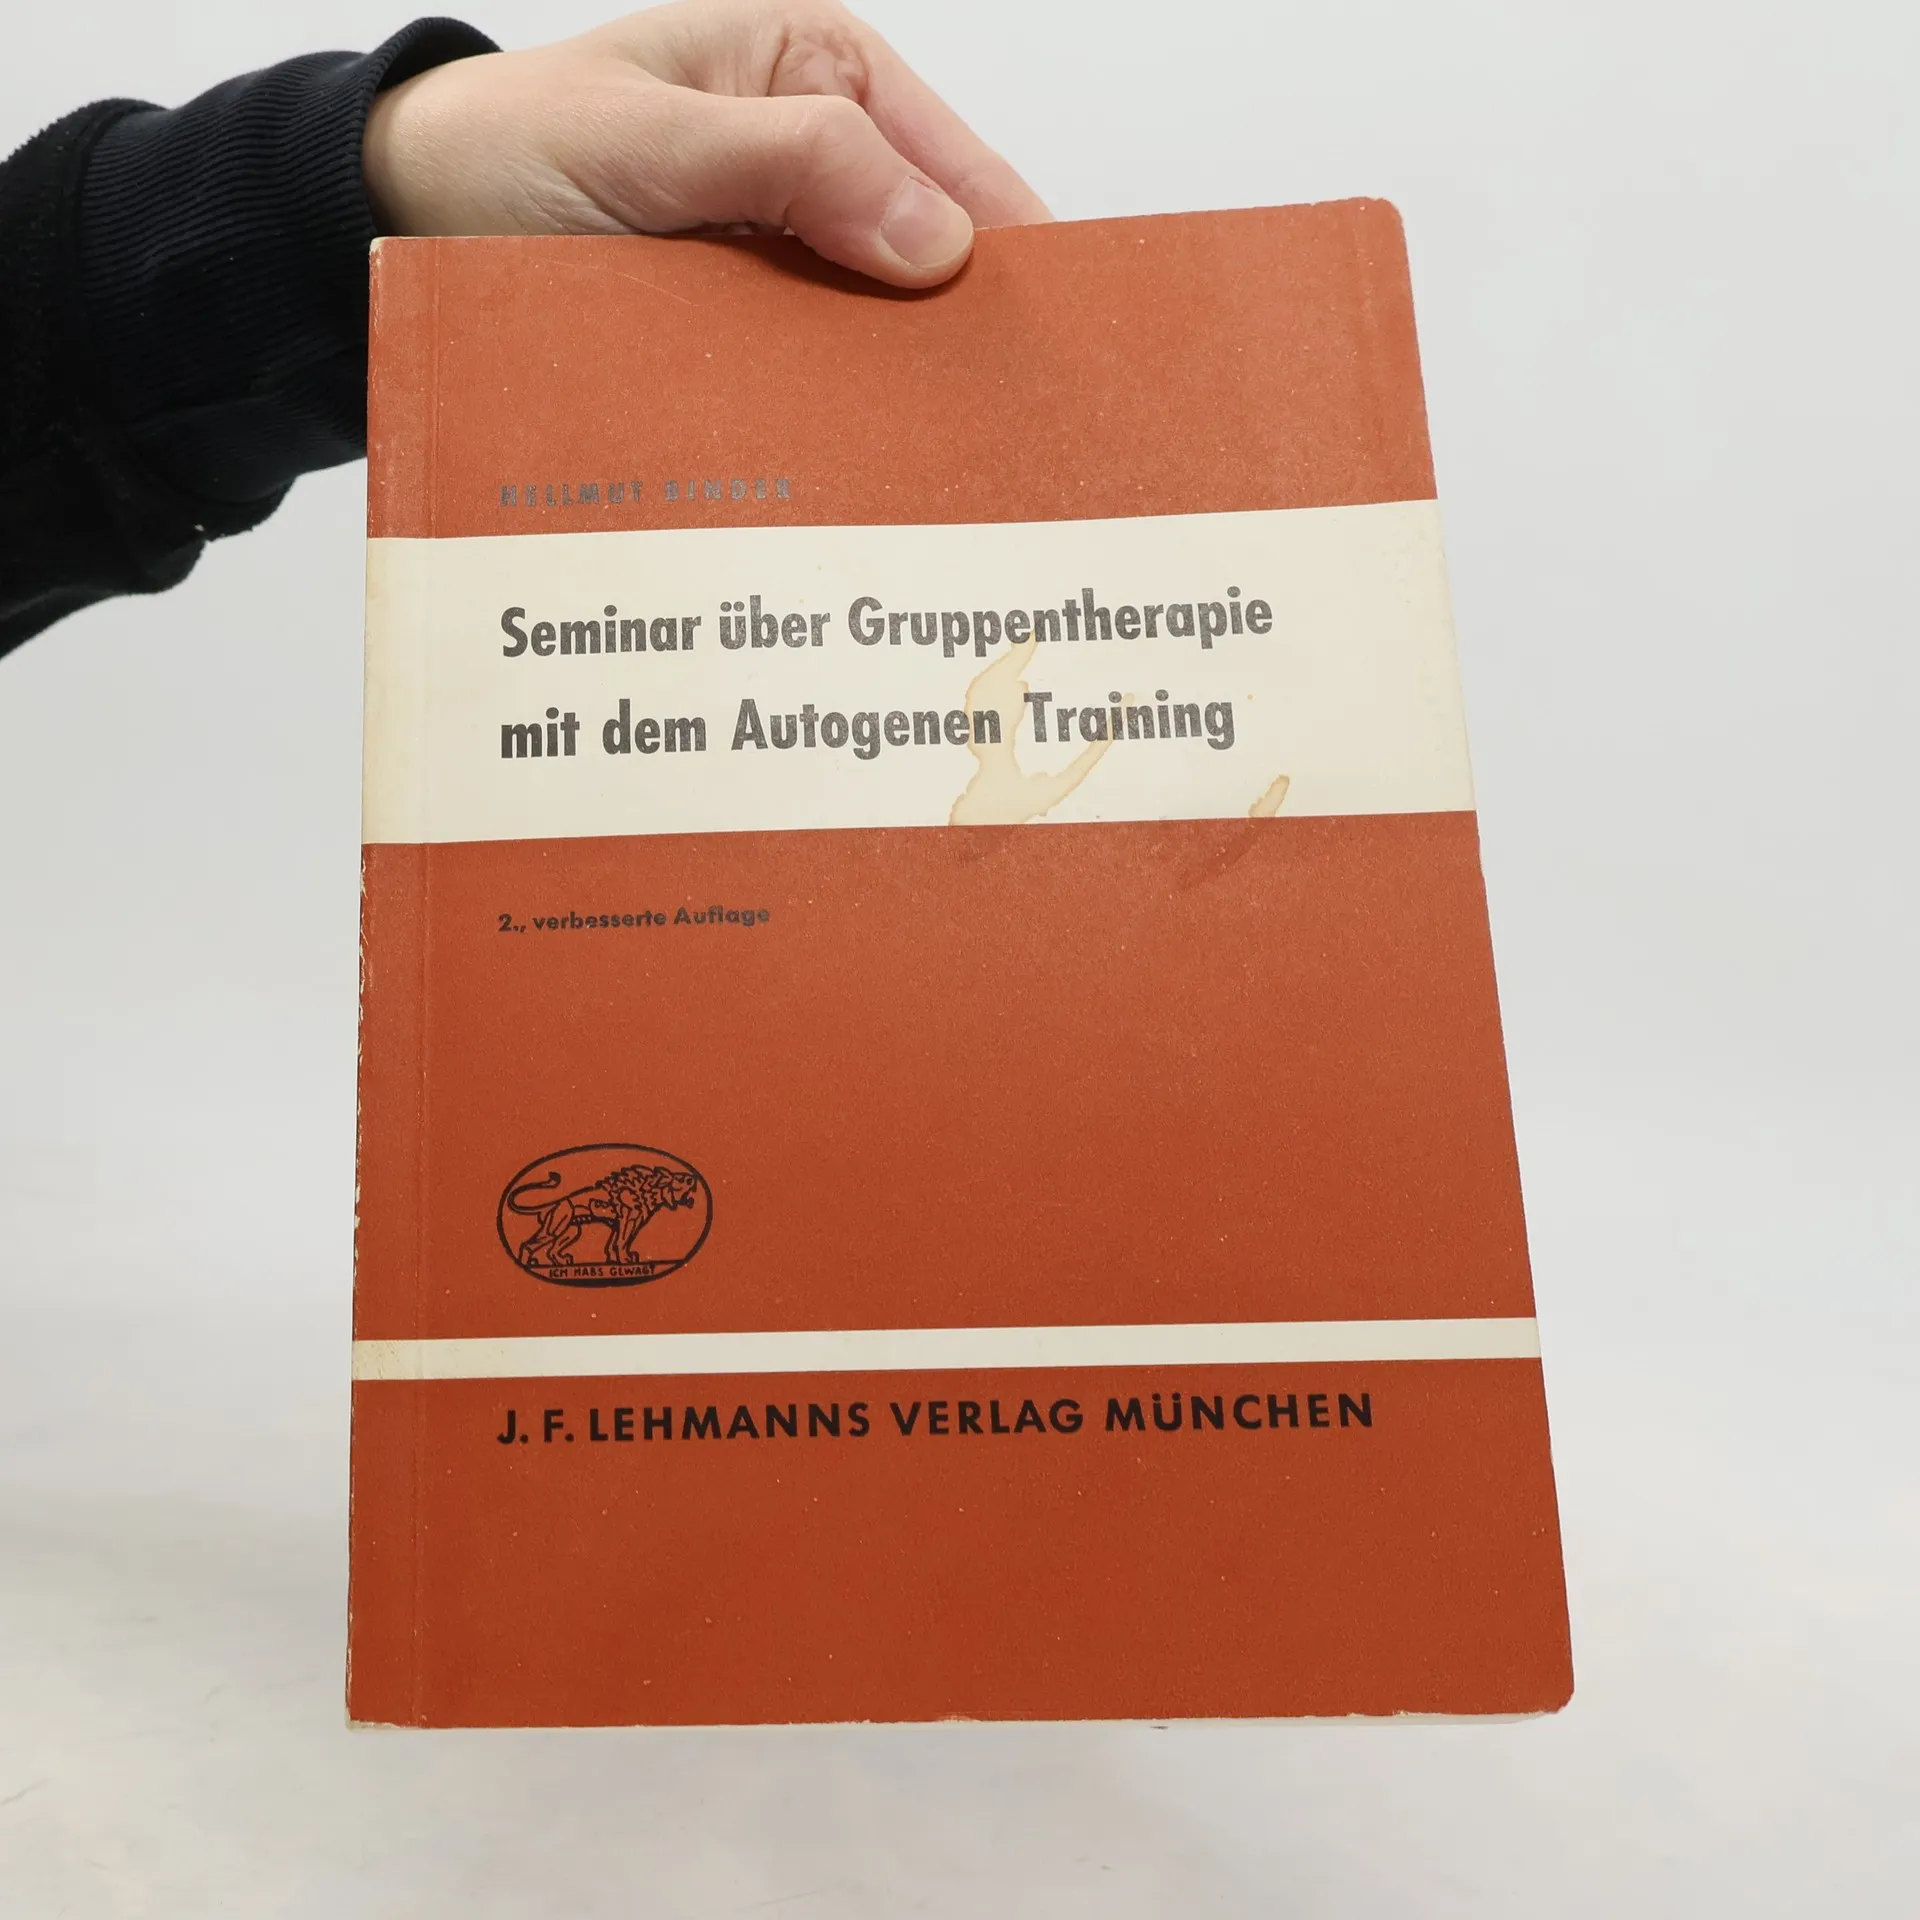 HELLMUT BINDER
Seminar über Gruppentherapie
mit dem Autogenen Training
2., verbesserte Auflage
ICH HABS GEWAGT
J. F. LEHMANNS VERLAG MÜNCHEN